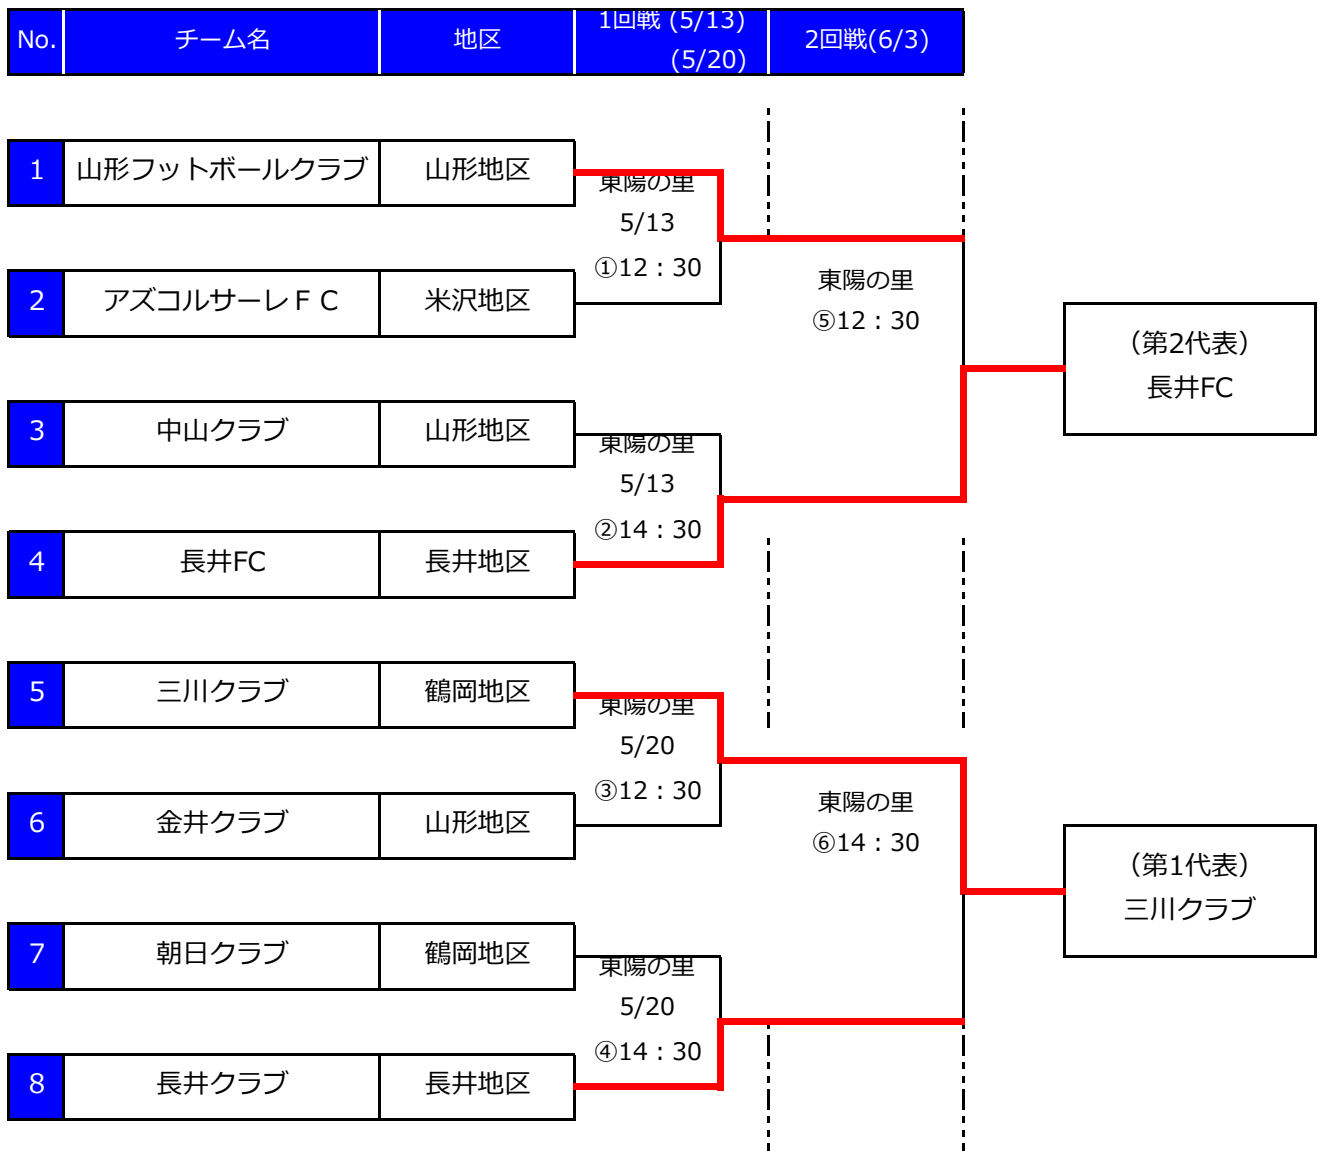 No. チーム名 地区 1回戦 (5/13) 2回戦(6/3)
(5/20)
1 山形フットボールクラブ 山形地区
東陽の里
5/13
①12：30
2 アズコルサーレＦＣ 米沢地区
東陽の里
⑤12：30
（第2代表）
長井FC
3 中山クラブ 山形地区
東陽の里
5/13
②14：30
4 長井FC 長井地区
5 三川クラブ 鶴岡地区
東陽の里
5/20
③12：30
6 金井クラブ 山形地区
東陽の里
⑥14：30
（第1代表）
三川クラブ
7 朝日クラブ 鶴岡地区
東陽の里
5/20
④14：30
8 長井クラブ 長井地区